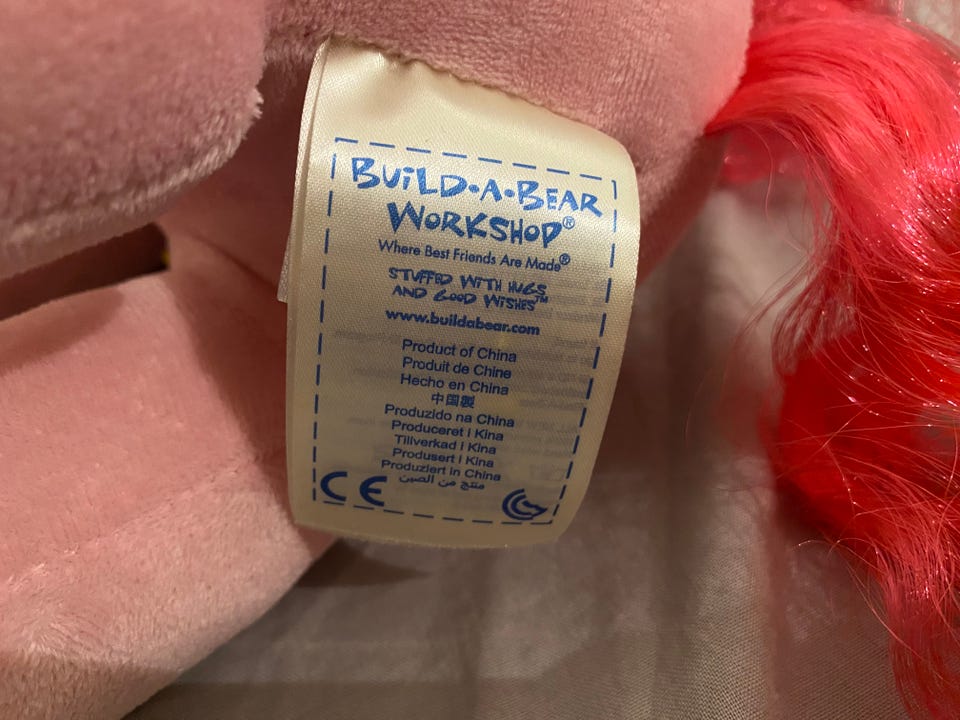 BUILD-A-BEAR
WORKSHOP®
Where Best Friends Are Made®
STUFFED WITH HUGS
AND GOOD WISHES™
www.buildabear.com
Product of China
Produit de Chine
Hecho en China
中国製
Produzido na China
Produceret i Kina
Tillverkad i Kina
Produsert i Kina
Produziert in China
منتج من الصين
CE